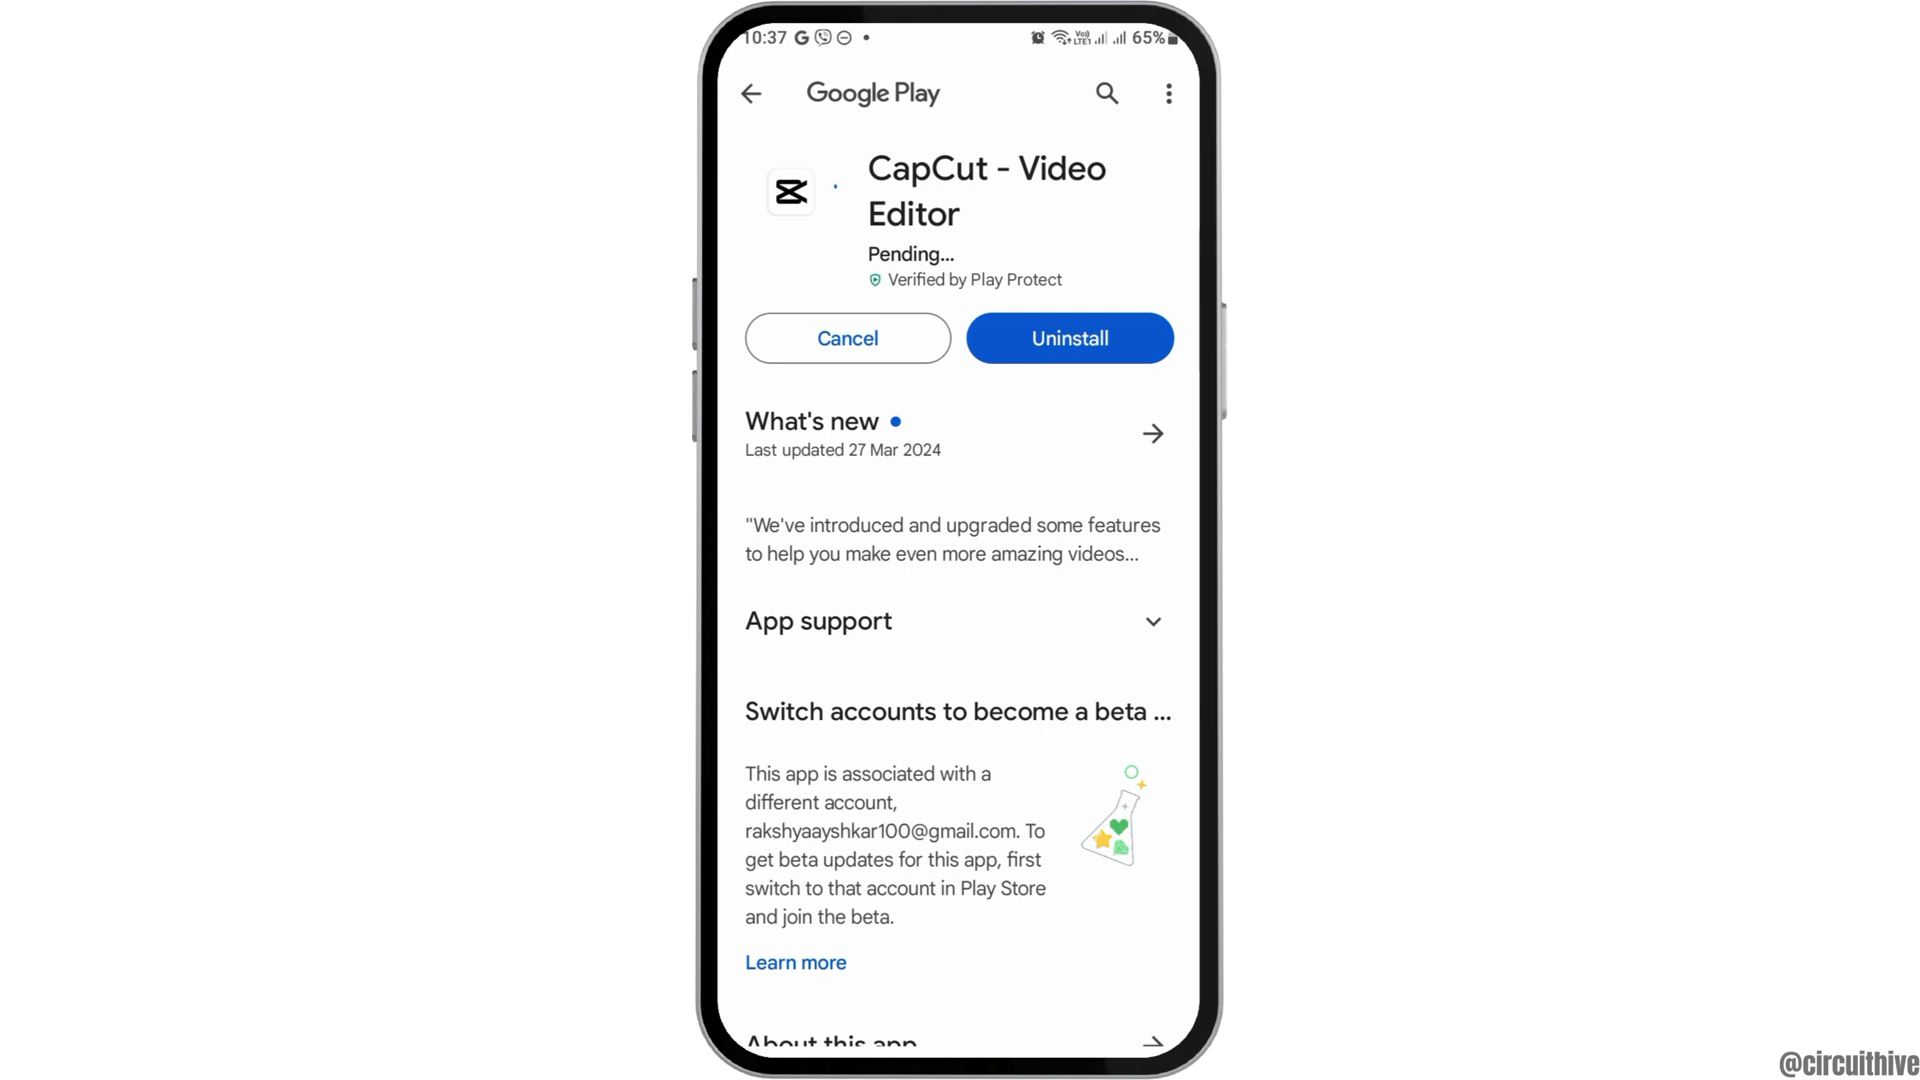 10:37
VoI) LTE1 65%
Google Play
CapCut - Video
Editor
Pending...
Verified by Play Protect
Cancel
Uninstall
What's new
Last updated 27 Mar 2024
"We've introduced and upgraded some features
to help you make even more amazing videos...
App support
Switch accounts to become a beta ...
This app is associated with a
different account,
rakshyaayshkar100@gmail.com. To
get beta updates for this app, first
switch to that account in Play Store
and join the beta.
Learn more
About this app
@circuithive